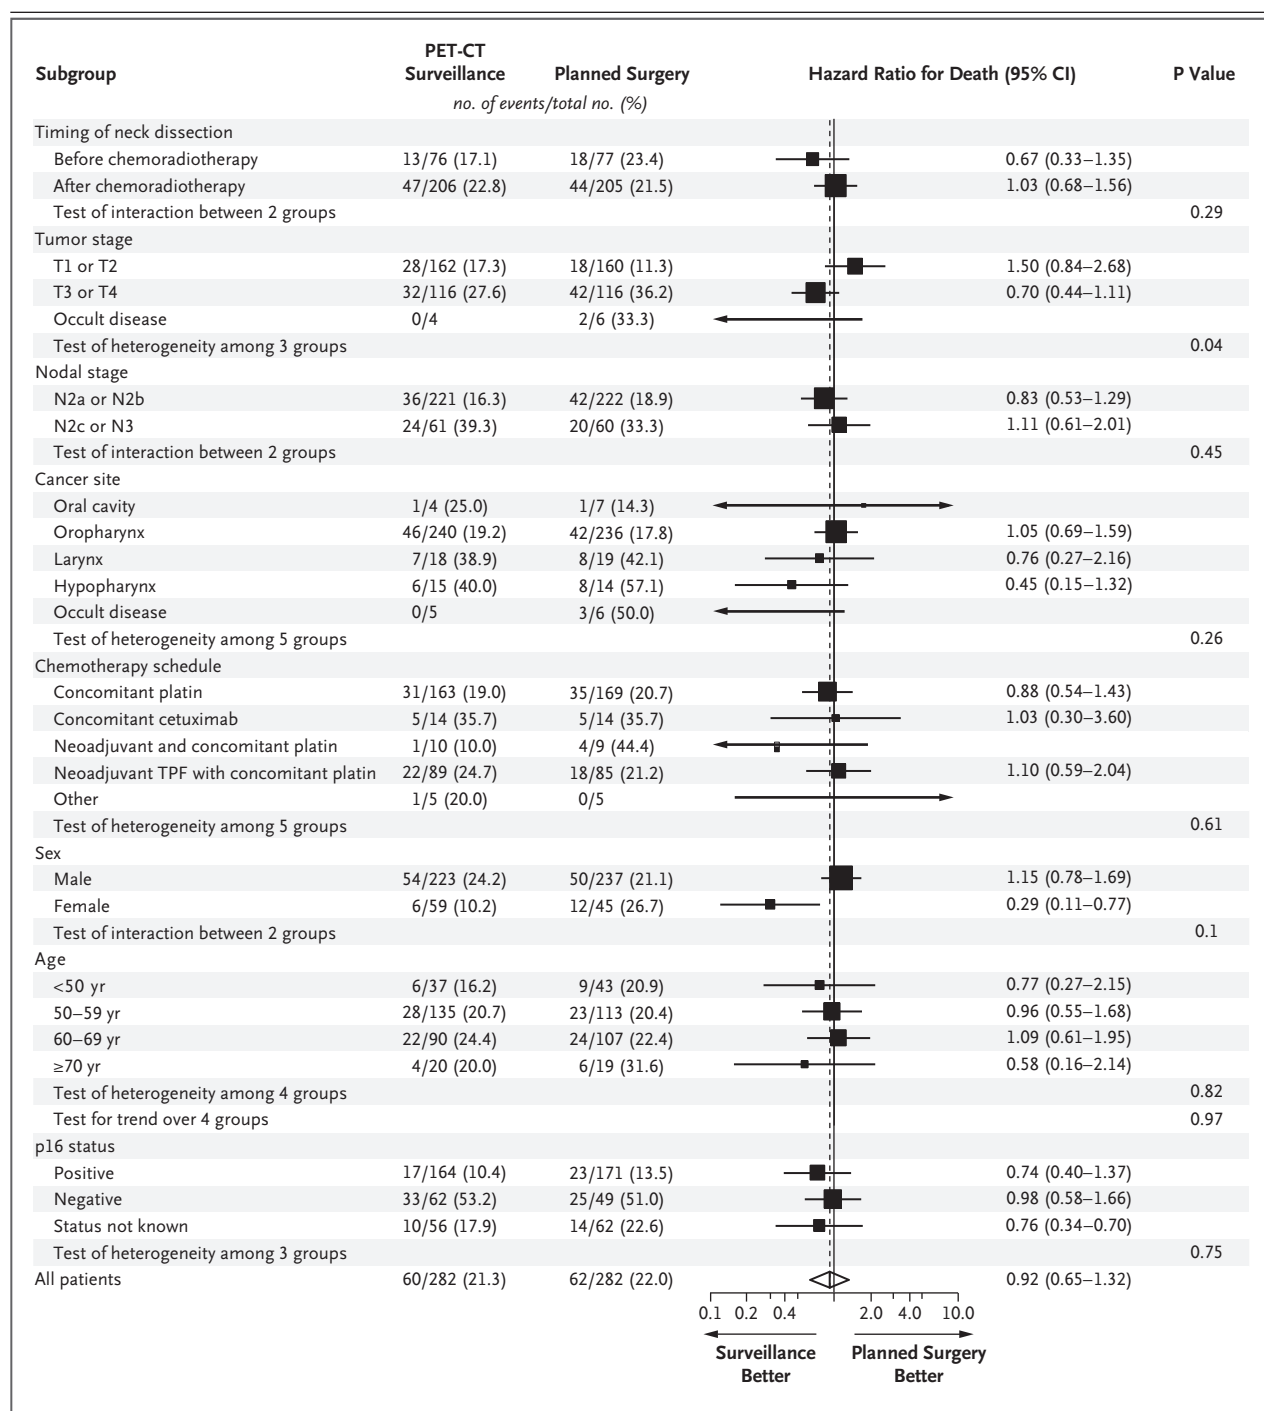 PET-CT
Subgroup Surveillance Planned Surgery Hazard Ratio for Death (95% CI) P Value
no. of events/total no. (%)
Timing of neck dissection
Before chemoradiotherapy 13/76 (17.1) 18/77 (23.4) 0.67 (0.33–1.35)
After chemoradiotherapy 47/206 (22.8) 44/205 (21.5) 1.03 (0.68–1.56)
Test of interaction between 2 groups 0.29
Tumor stage
T1 or T2 28/162 (17.3) 18/160 (11.3) 1.50 (0.84–2.68)
T3 or T4 32/116 (27.6) 42/116 (36.2) 0.70 (0.44–1.11)
Occult disease 0/4 2/6 (33.3)
Test of heterogeneity among 3 groups 0.04
Nodal stage
N2a or N2b 36/221 (16.3) 42/222 (18.9) 0.83 (0.53–1.29)
N2c or N3 24/61 (39.3) 20/60 (33.3) 1.11 (0.61–2.01)
Test of interaction between 2 groups 0.45
Cancer site
Oral cavity 1/4 (25.0) 1/7 (14.3)
Oropharynx 46/240 (19.2) 42/236 (17.8) 1.05 (0.69–1.59)
Larynx 7/18 (38.9) 8/19 (42.1) 0.76 (0.27–2.16)
Hypopharynx 6/15 (40.0) 8/14 (57.1) 0.45 (0.15–1.32)
Occult disease 0/5 3/6 (50.0)
Test of heterogeneity among 5 groups 0.26
Chemotherapy schedule
Concomitant platin 31/163 (19.0) 35/169 (20.7) 0.88 (0.54–1.43)
Concomitant cetuximab 5/14 (35.7) 5/14 (35.7) 1.03 (0.30–3.60)
Neoadjuvant and concomitant platin 1/10 (10.0) 4/9 (44.4)
Neoadjuvant TPF with concomitant platin 22/89 (24.7) 18/85 (21.2) 1.10 (0.59–2.04)
Other 1/5 (20.0) 0/5
Test of heterogeneity among 5 groups 0.61
Sex
Male 54/223 (24.2) 50/237 (21.1) 1.15 (0.78–1.69)
Female 6/59 (10.2) 12/45 (26.7) 0.29 (0.11–0.77)
Test of interaction between 2 groups 0.1
Age
<50 yr 6/37 (16.2) 9/43 (20.9) 0.77 (0.27–2.15)
50–59 yr 28/135 (20.7) 23/113 (20.4) 0.96 (0.55–1.68)
60–69 yr 22/90 (24.4) 24/107 (22.4) 1.09 (0.61–1.95)
≥70 yr 4/20 (20.0) 6/19 (31.6) 0.58 (0.16–2.14)
Test of heterogeneity among 4 groups 0.82
Test for trend over 4 groups 0.97
p16 status
Positive 17/164 (10.4) 23/171 (13.5) 0.74 (0.40–1.37)
Negative 33/62 (53.2) 25/49 (51.0) 0.98 (0.58–1.66)
Status not known 10/56 (17.9) 14/62 (22.6) 0.76 (0.34–0.70)
Test of heterogeneity among 3 groups 0.75
All patients 60/282 (21.3) 62/282 (22.0) 0.92 (0.65–1.32)
0.1 0.2 0.4 2.0 4.0 10.0
Surveillance Planned Surgery
Better Better